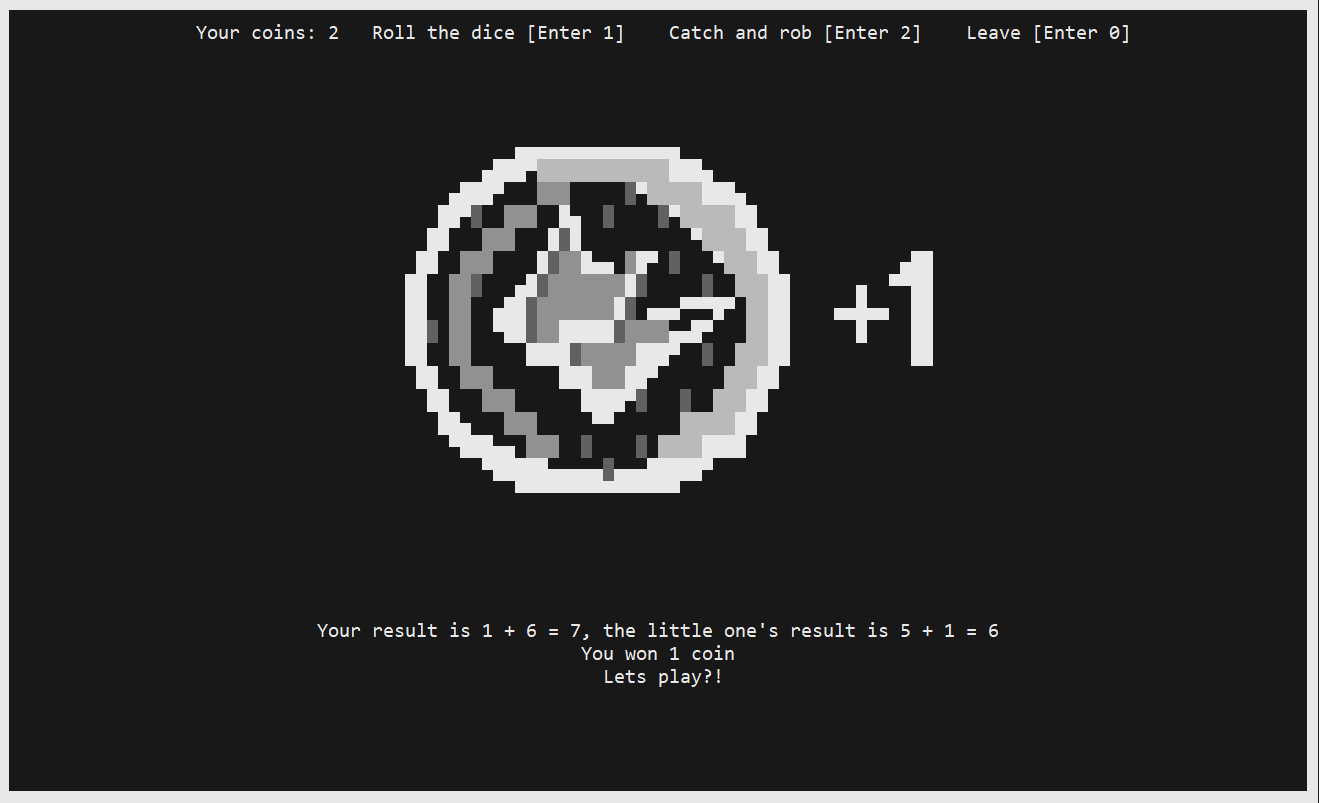 Your coins: 2   Roll the dice [Enter 1]    Catch and rob [Enter 2]    Leave [Enter 0]
+1
Your result is 1 + 6 = 7, the little one's result is 5 + 1 = 6
You won 1 coin
Lets play?!